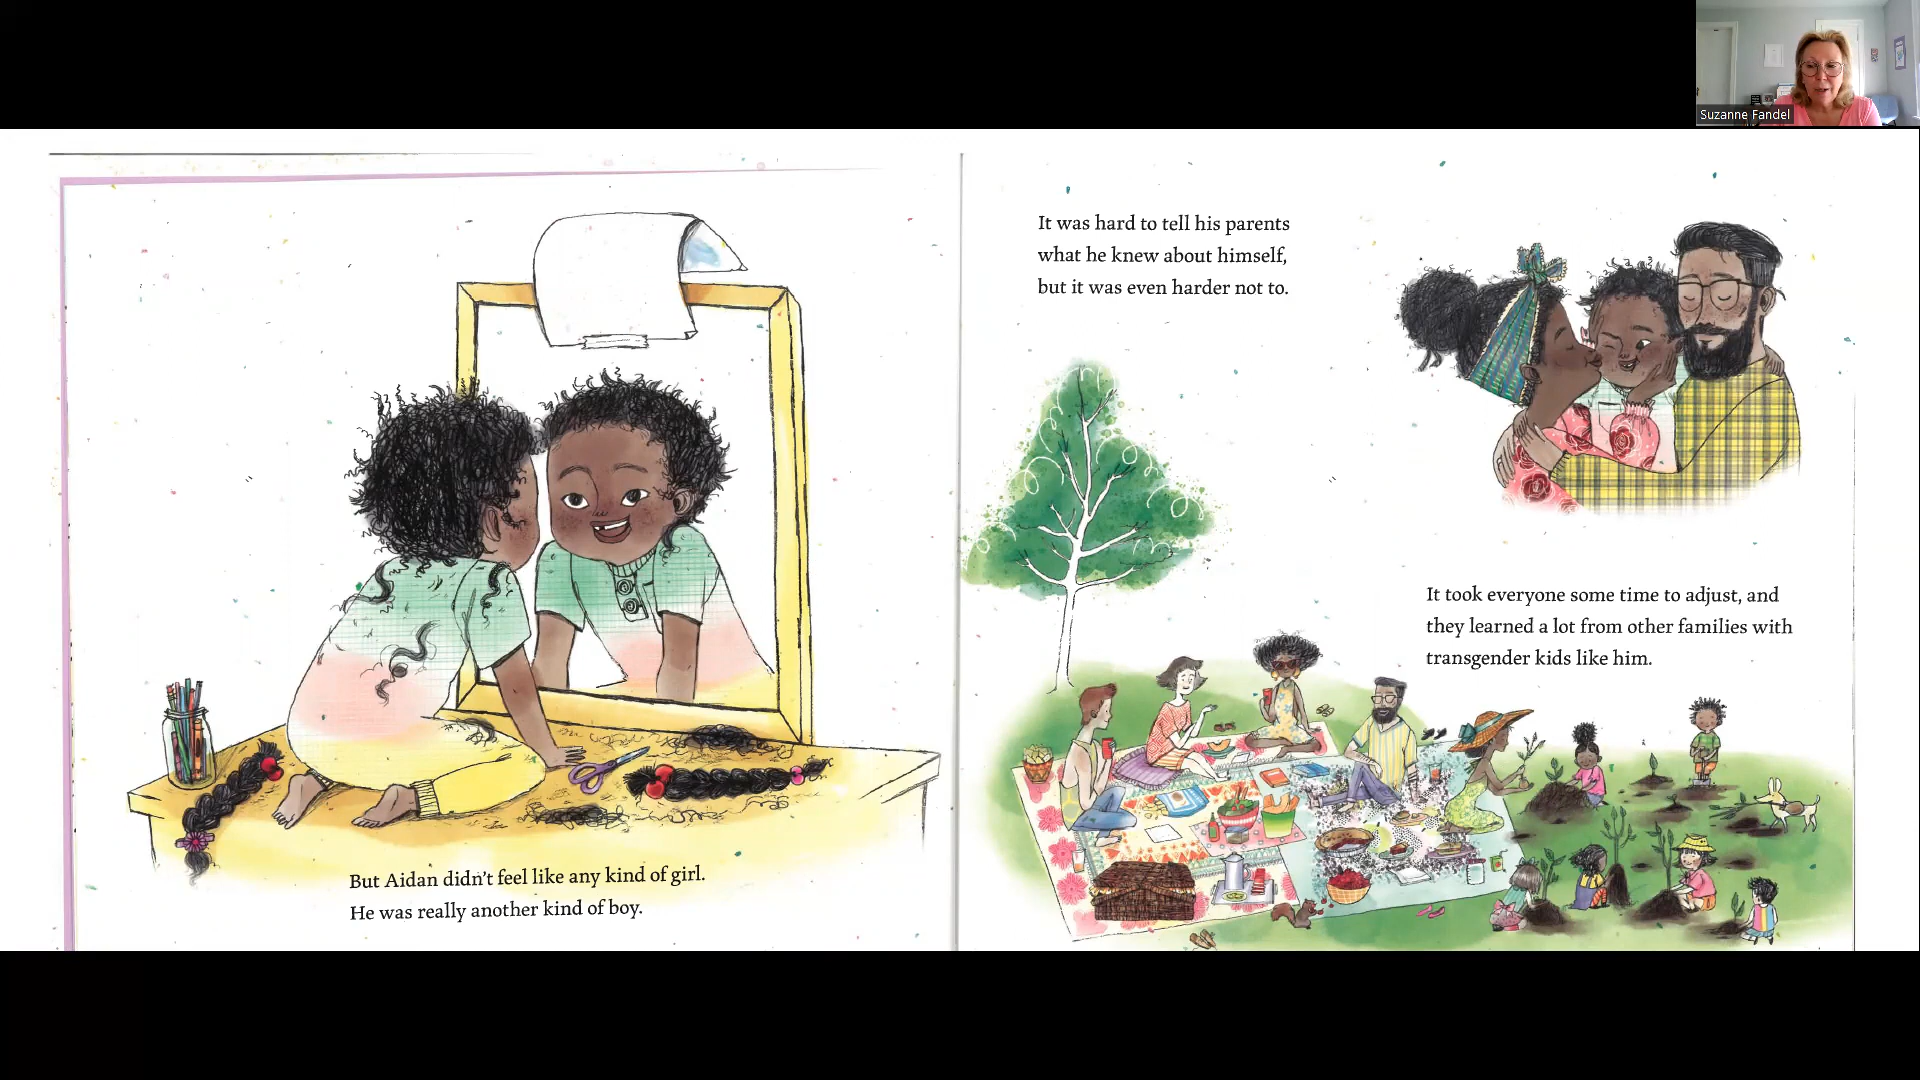 Suzanne Fandel
But Aidan didn't feel like any kind of girl.
He was really another kind of boy.
It was hard to tell his parents
what he knew about himself,
but it was even harder not to.
It took everyone some time to adjust, and
they learned a lot from other families with
transgender kids like him.